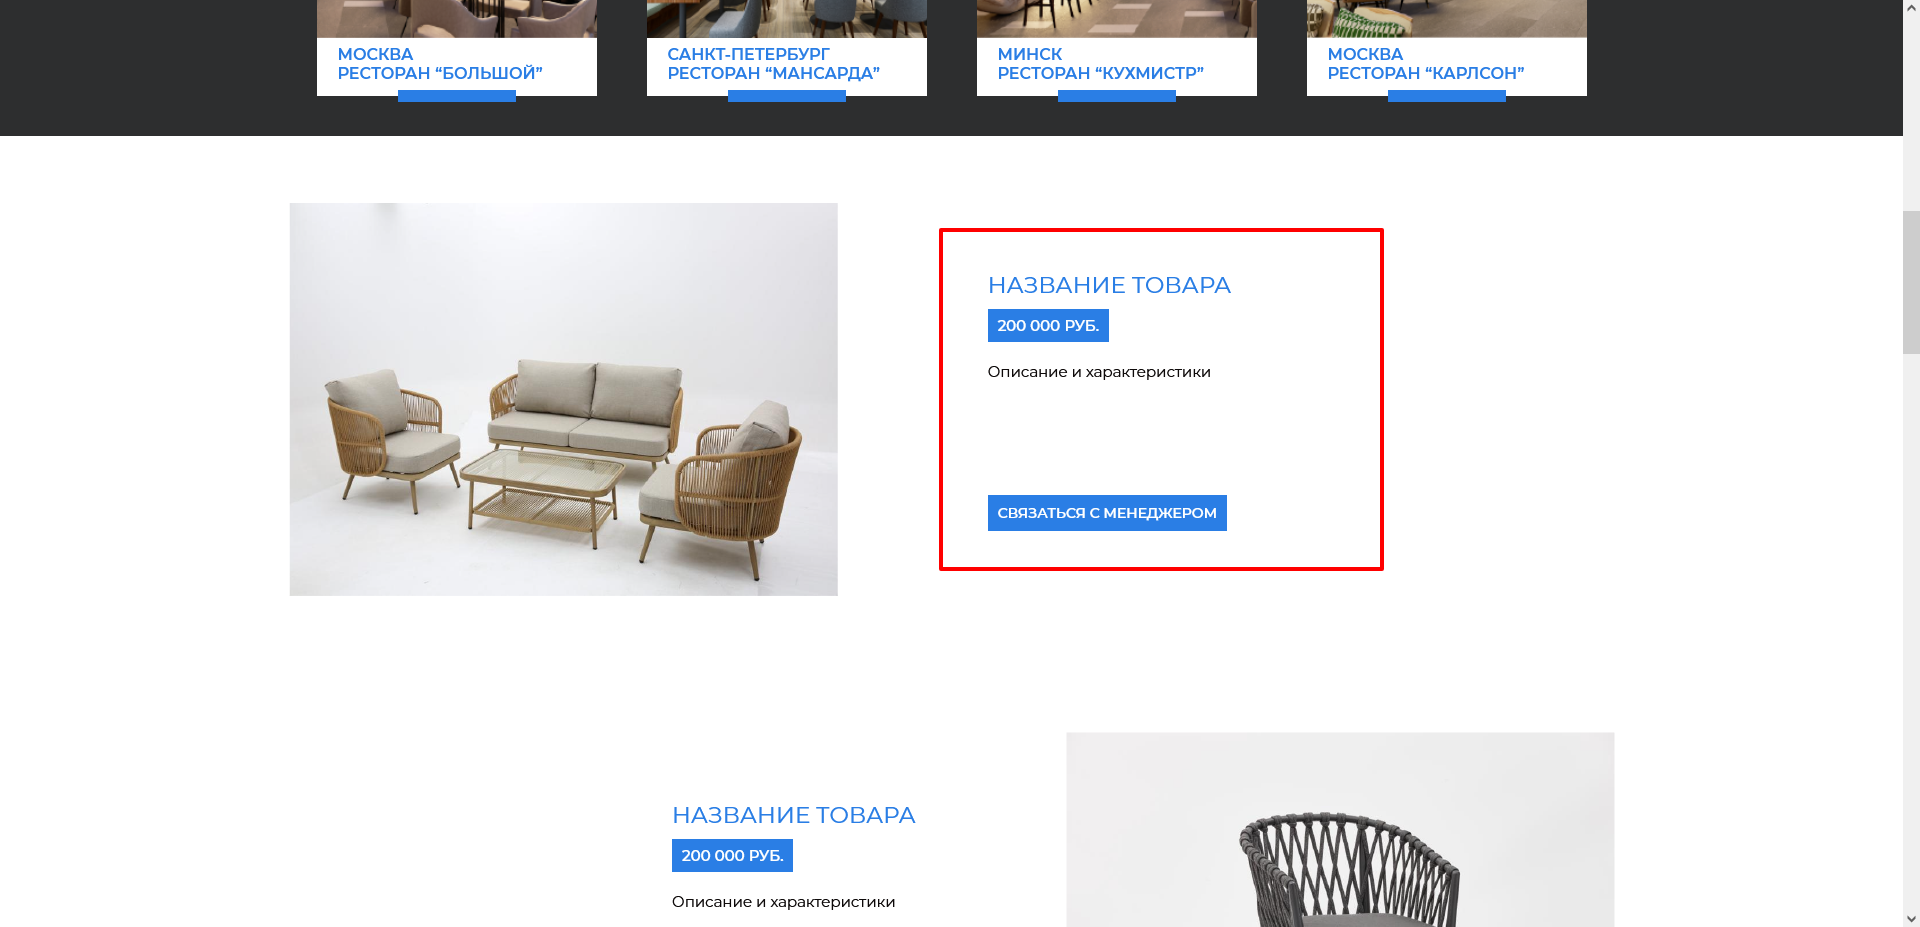 МОСКВА
РЕСТОРАН “БОЛЬШОЙ”
САНКТ-ПЕТЕРБУРГ
РЕСТОРАН “МАНСАРДА”
МИНСК
РЕСТОРАН “КУХМИСТР”
МОСКВА
РЕСТОРАН “КАРЛСОН”
НАЗВАНИЕ ТОВАРА
200 000 РУБ.
Описание и характеристики
СВЯЗАТЬСЯ С МЕНЕДЖЕРОМ
НАЗВАНИЕ ТОВАРА
200 000 РУБ.
Описание и характеристики